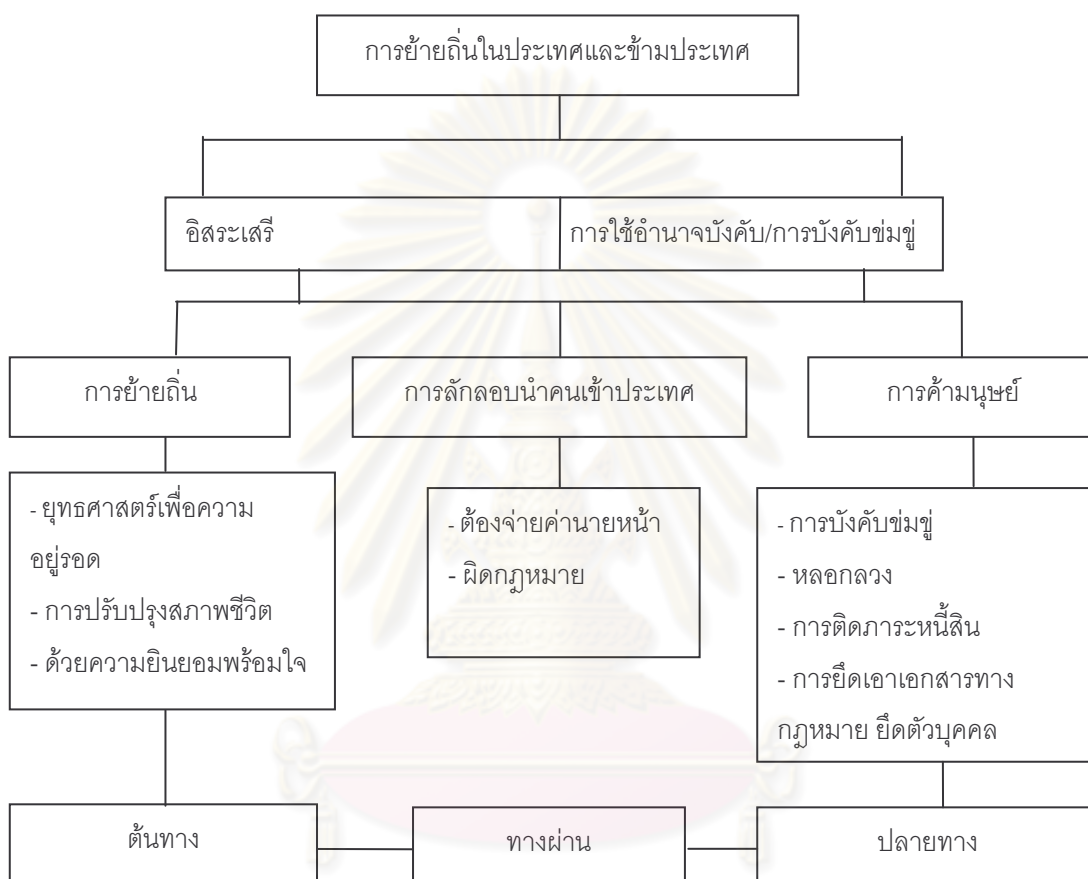 การย้ายถิ่นในประเทศและข้ามประเทศ
อิสระเสรี
การใช้อำนาจบังคับ/การบังคับข่มขู่
การย้ายถิ่น
การลักลอบนำคนเข้าประเทศ
การค้ามนุษย์
- ยุทธศาสตร์เพื่อความ
อยู่รอด
- การปรับปรุงสภาพชีวิต
- ด้วยความยินยอมพร้อมใจ
- ต้องจ่ายค่านายหน้า
- ผิดกฎหมาย
- การบังคับข่มขู่
- หลอกลวง
- การติดภาระหนี้สิน
- การยึดเอาเอกสารทาง
กฎหมาย ยึดตัวบุคคล
ต้นทาง
ทางผ่าน
ปลายทาง